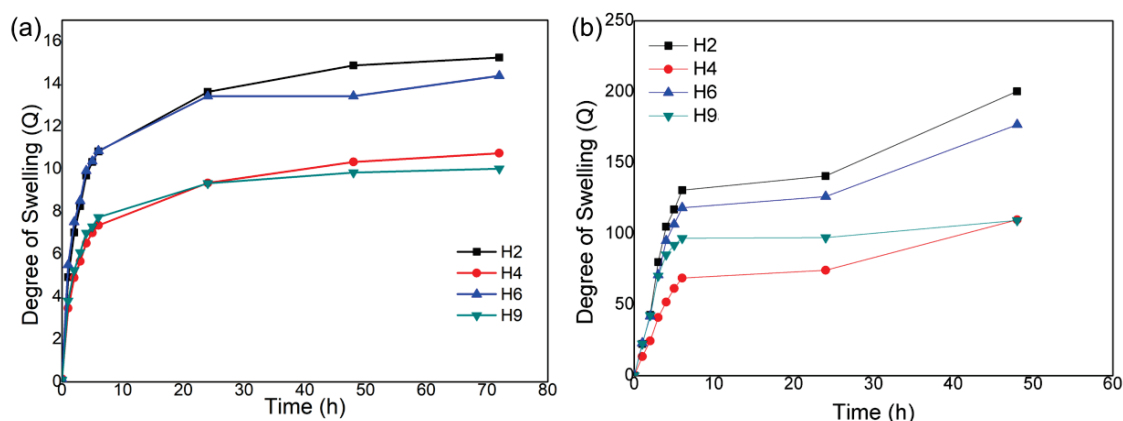 (a)
16
14
12
10
8
6
4
2
0
Degree of Swelling (Q)
0 10 20 30 40 50 60 70 80
Time (h)
H2
H4
H6
H9
(b)
250
200
150
100
50
0
Degree of Swelling (Q)
0 10 20 30 40 50 60
Time (h)
H2
H4
H6
H9